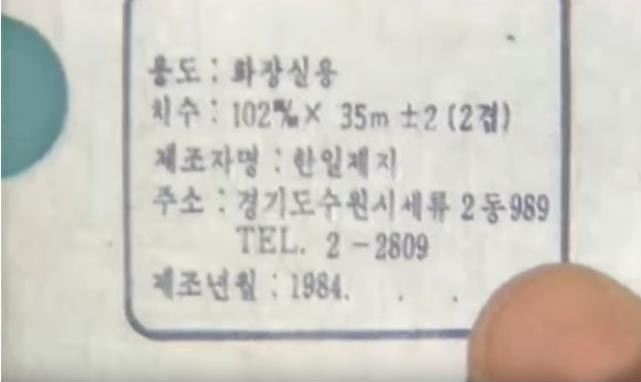 용도 : 화장실용
치수 : 102㎜× 35m ±2 (2겹)
제조자명 : 한일제지
주소 : 경기도수원시세류 2동989
TEL. 2-2809
제조년월 : 1984. . .